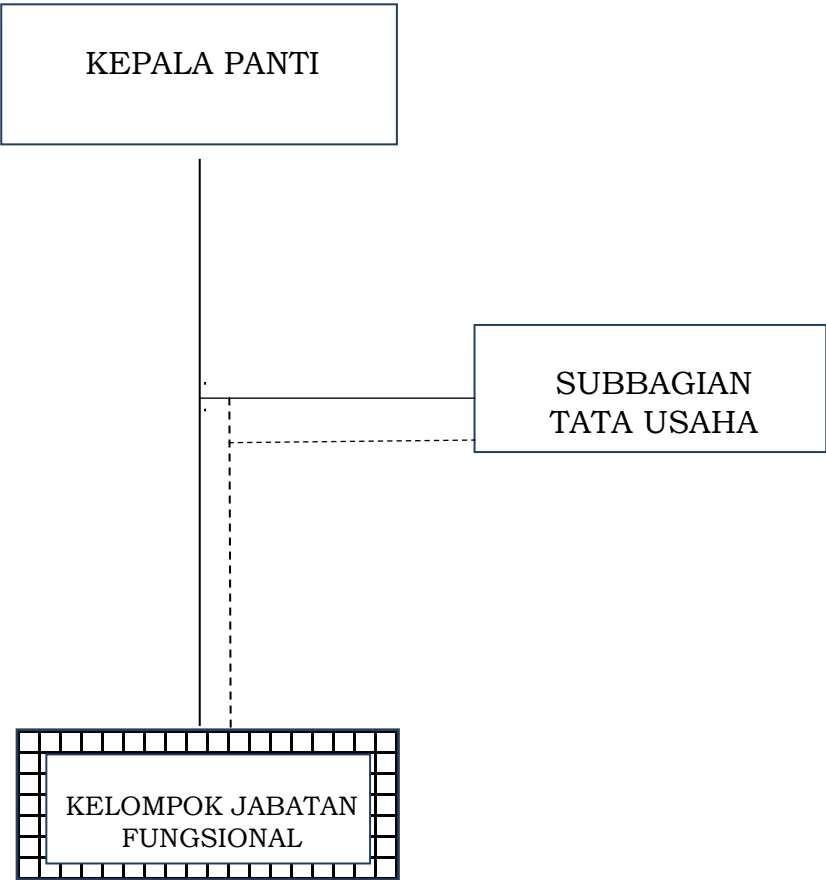 KEPALA PANTI
SUBBAGIAN
TATA USAHA
KELOMPOK JABATAN
FUNGSIONAL